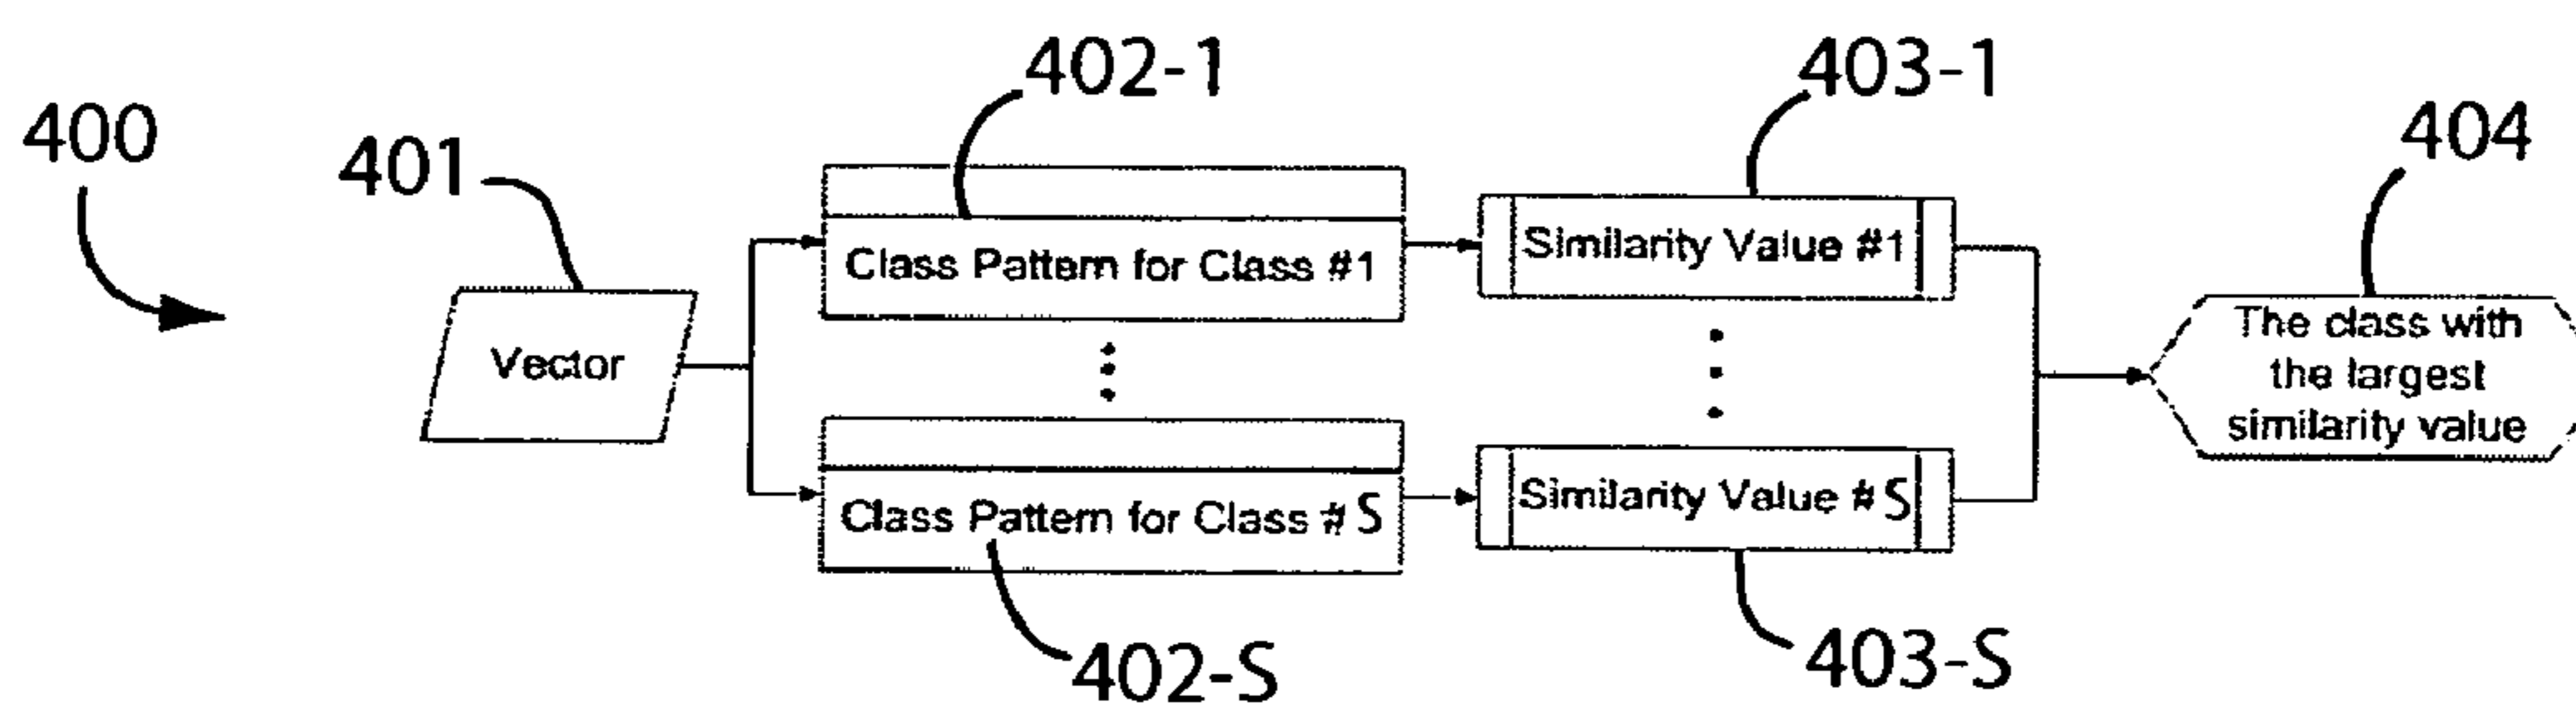 400
401
402-1
403-1
404
Vector
Class Pattern for Class #1
Similarity Value #1
The class with
the largest
similarity value
Class Pattern for Class # S
Similarity Value # S
402-S
403-S